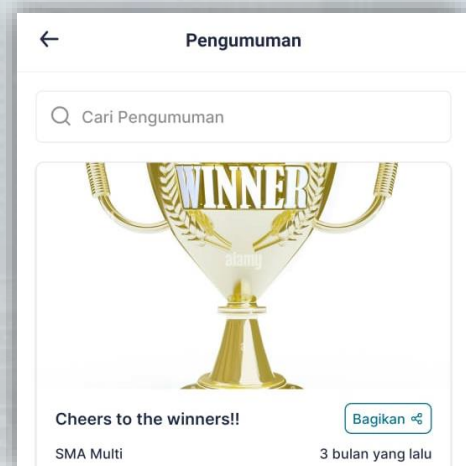 Pengumuman
Cari Pengumuman
WINNER
alamy
Cheers to the winners!!
Bagikan
SMA Multi
3 bulan yang lalu